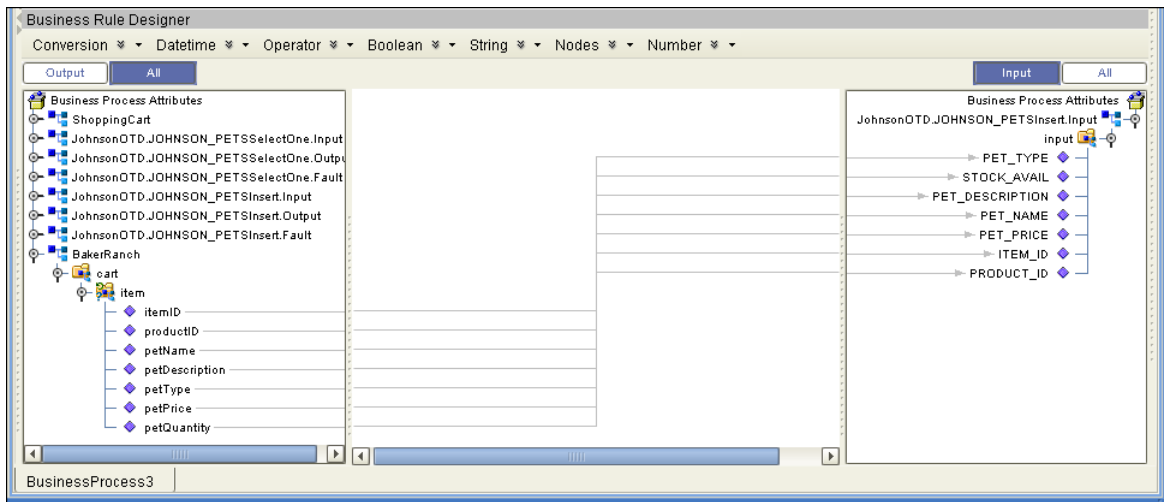 Business Rule Designer
Conversion Datetime Operator Boolean String Nodes Number
Output All Input All
Business Process Attributes
ShoppingCart
JohnsonOTD.JOHNSON_PETSSelectOne.Input
JohnsonOTD.JOHNSON_PETSSelectOne.Outpu
JohnsonOTD.JOHNSON_PETSSelectOne.Fault
JohnsonOTD.JOHNSON_PETSInsert.Input
JohnsonOTD.JOHNSON_PETSInsert.Output
JohnsonOTD.JOHNSON_PETSInsert.Fault
BakerRanch
cart
item
itemID
productID
petName
petDescription
petType
petPrice
petQuantity
Business Process Attributes
JohnsonOTD.JOHNSON_PETSInsert.Input
input
PET_TYPE
STOCK_AVAIL
PET_DESCRIPTION
PET_NAME
PET_PRICE
ITEM_ID
PRODUCT_ID
BusinessProcess3